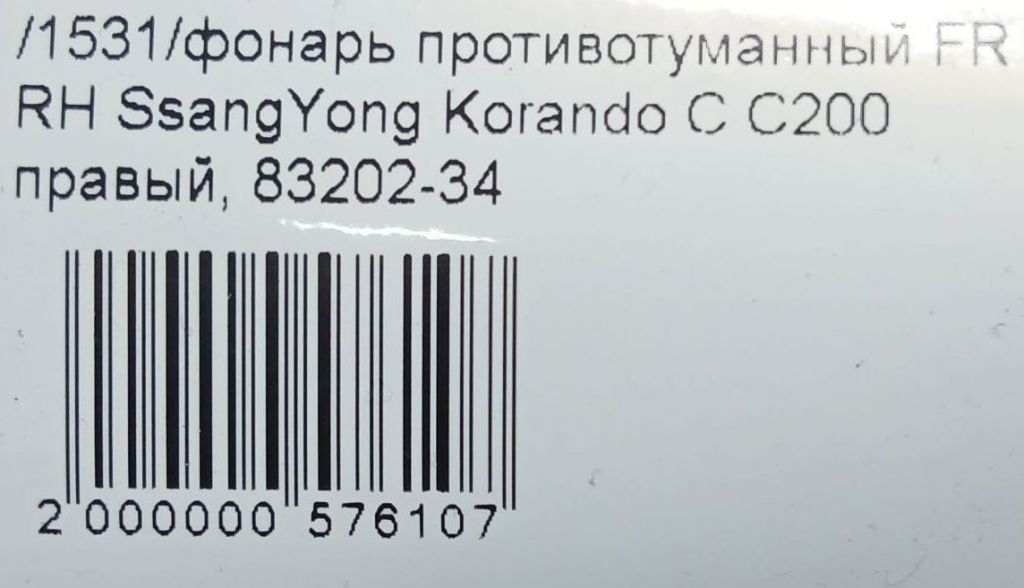 /1531/фонарь противотуманный FR
RH SsangYong Korando C C200
правый, 83202-34
2 000000 576107